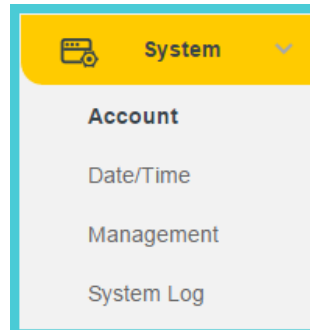 System
Account
Date/Time
Management
System Log